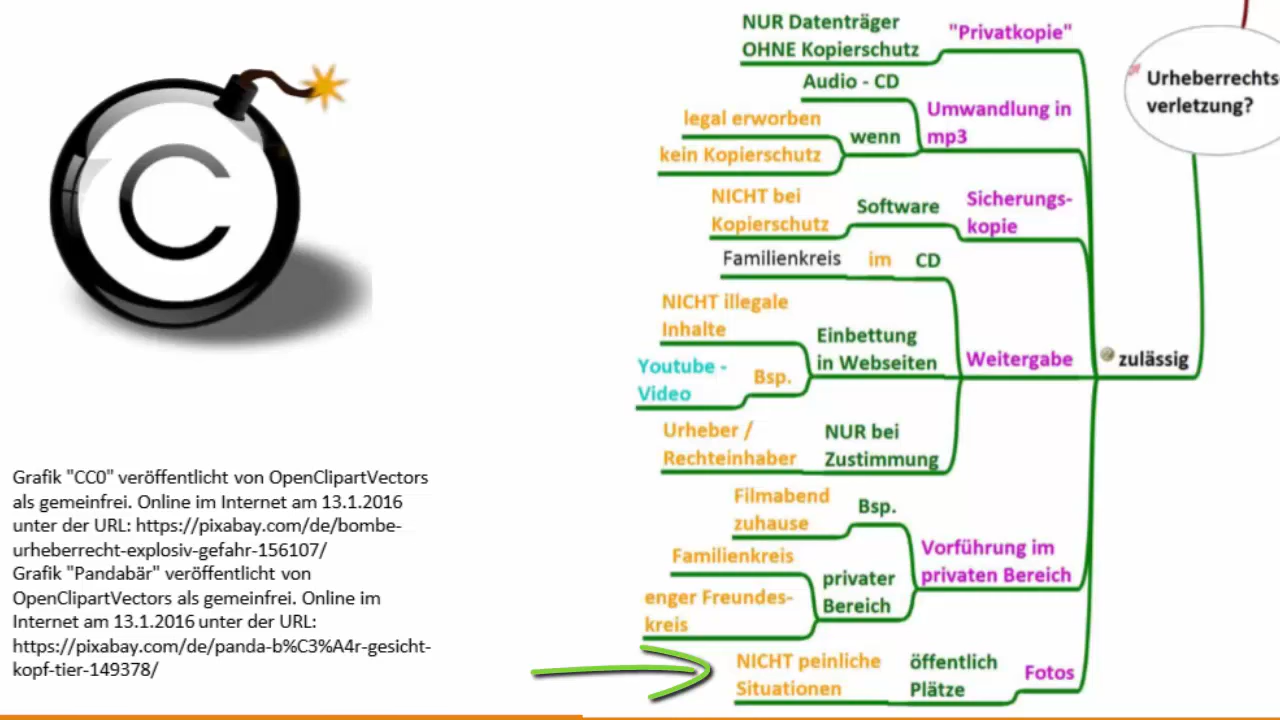 NUR Datenträger
OHNE Kopierschutz
"Privatkopie"
Audio - CD
legal erworben
kein Kopierschutz
wenn
Umwandlung in
mp3
NICHT bei
Kopierschutz
Software
Sicherungs-
kopie
Familienkreis im CD
NICHT illegale
Inhalte
Youtube -
Video
Bsp.
Einbettung
in Webseiten
Urheber /
Rechteinhaber
NUR bei
Zustimmung
Weitergabe
Filmabend
zuhause
Bsp.
Familienkreis
enger Freundes-
kreis
privater
Bereich
Vorführung im
privaten Bereich
NICHT peinliche
Situationen
öffentlich
Plätze
Fotos
zulässig
Urheberrechts-
verletzung?
C
Grafik "CC0" veröffentlicht von OpenClipartVectors
als gemeinfrei. Online im Internet am 13.1.2016
unter der URL: https://pixabay.com/de/bombe-
urheberrecht-explosiv-gefahr-156107/
Grafik "Pandabär" veröffentlicht von
OpenClipartVectors als gemeinfrei. Online im
Internet am 13.1.2016 unter der URL:
https://pixabay.com/de/panda-b%C3%A4r-gesicht-
kopf-tier-149378/